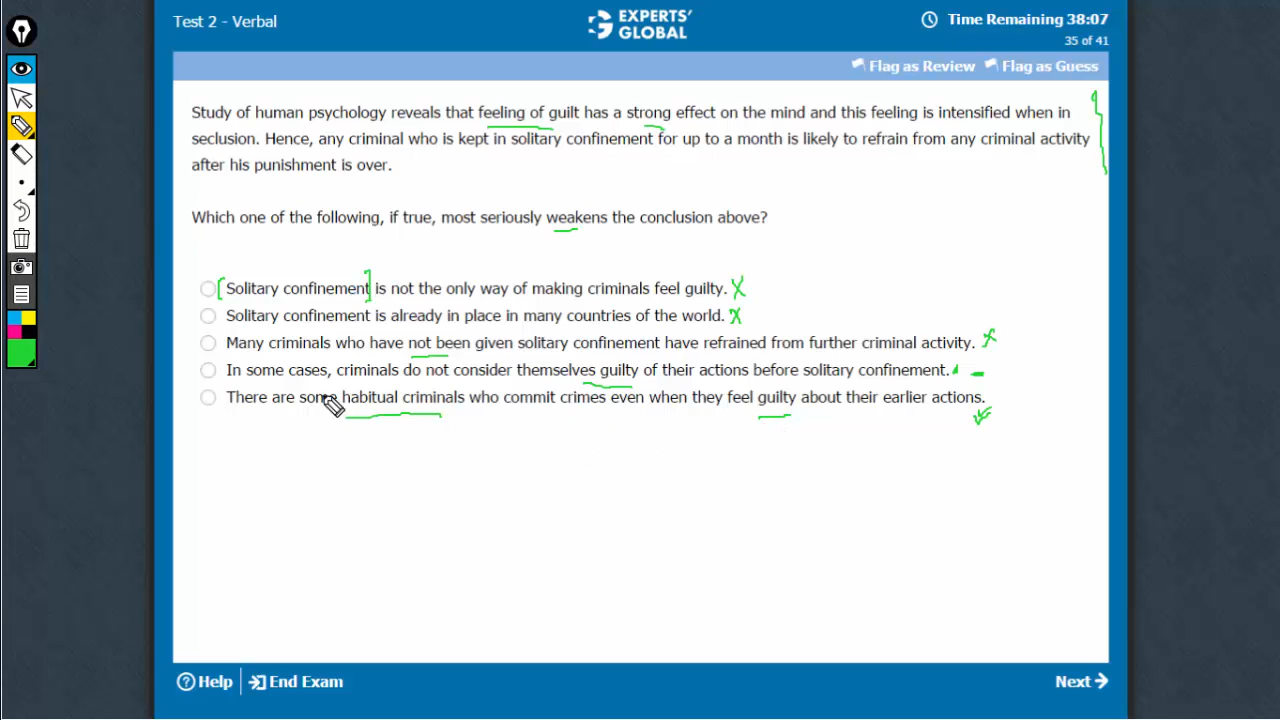 Test 2 - Verbal
EXPERTS'
GLOBAL
Time Remaining 38:07
35 of 41
Flag as Review
Flag as Guess
Study of human psychology reveals that feeling of guilt has a strong effect on the mind and this feeling is intensified when in
seclusion. Hence, any criminal who is kept in solitary confinement for up to a month is likely to refrain from any criminal activity
after his punishment is over.
Which one of the following, if true, most seriously weakens the conclusion above?
Solitary confinement is not the only way of making criminals feel guilty.
Solitary confinement is already in place in many countries of the world.
Many criminals who have not been given solitary confinement have refrained from further criminal activity.
In some cases, criminals do not consider themselves guilty of their actions before solitary confinement.
There are some habitual criminals who commit crimes even when they feel guilty about their earlier actions.
Help
End Exam
Next